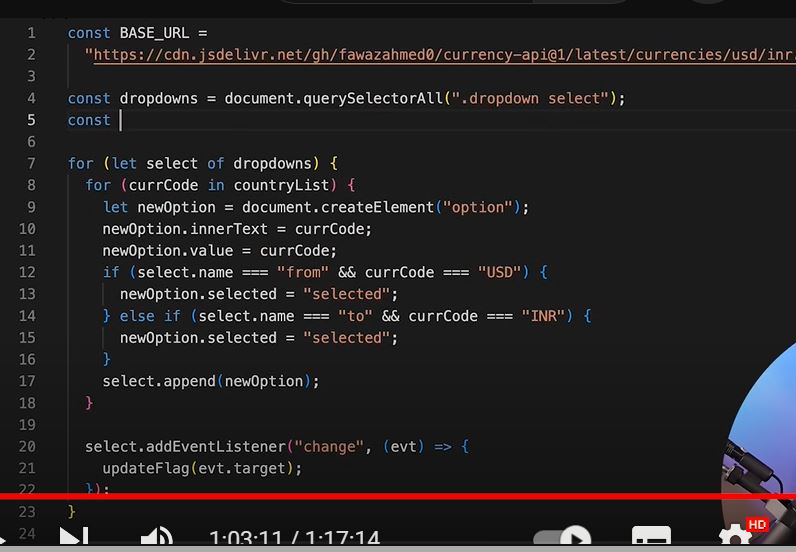 1 const BASE_URL =
2 "https://cdn.jsdelivr.net/gh/fawazahmed0/currency-api@1/latest/currencies/usd/inr.
3
4 const dropdowns = document.querySelectorAll(".dropdown select");
5 const
6
7 for (let select of dropdowns) {
8 for (currCode in countryList) {
9 let newOption = document.createElement("option");
10 newOption.innerText = currCode;
11 newOption.value = currCode;
12 if (select.name === "from" && currCode === "USD") {
13 newOption.selected = "selected";
14 } else if (select.name === "to" && currCode === "INR") {
15 newOption.selected = "selected";
16 }
17 select.append(newOption);
18 }
19
20 select.addEventListener("change", (evt) => {
21 updateFlag(evt.target);
22 });
23 }
24
1:03:11 / 1:17:14
HD